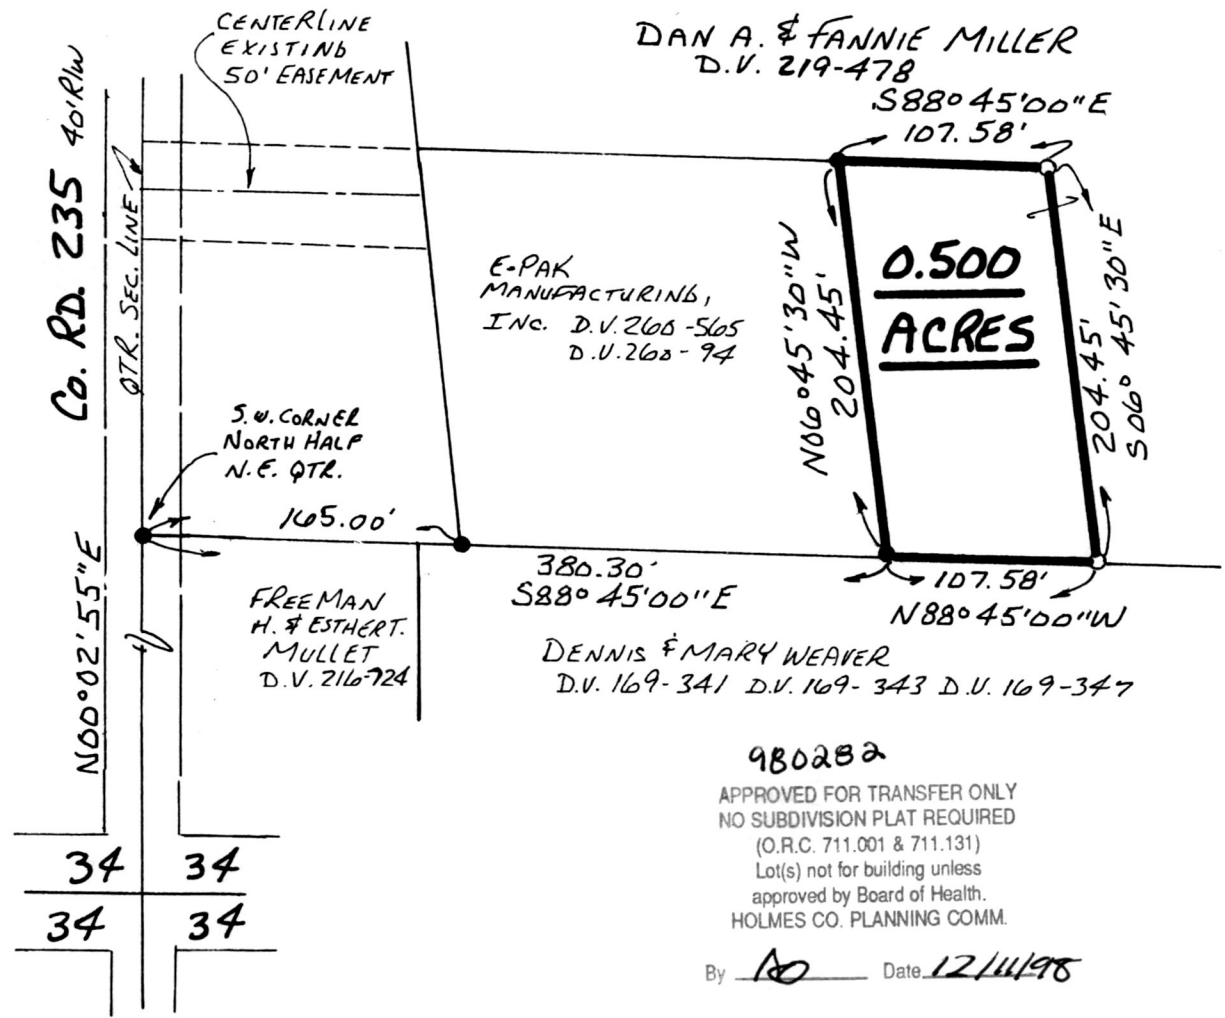 CENTERLINE
EXISTING
50' EASEMENT
DAN A. & FANNIE MILLER
D.V. 219-478
S88° 45'00"E
107.58'
Co. RD. 235 40' R/W
QTR. SEC. LINE
E-PAK
MANUFACTURING,
INC. D.V. 260-565
D.V. 260-94
N06°45'30"W
204.45'
0.500
ACRES
204.45'
S06° 45'30"E
S.W. CORNER
NORTH HALF
N.E. QTR.
165.00'
380.30'
S88° 45'00"E
107.58'
N88°45'00"W
N00°02'55"E
FREEMAN
H. & ESTHER T.
MULLET
D.V. 216-724
DENNIS & MARY WEAVER
D.V. 169-341 D.V. 169-343 D.V. 169-347
980282
APPROVED FOR TRANSFER ONLY
NO SUBDIVISION PLAT REQUIRED
(O.R.C. 711.001 & 711.131)
Lot(s) not for building unless
approved by Board of Health.
HOLMES CO. PLANNING COMM.
By Date 12/11/98
34 34
34 34